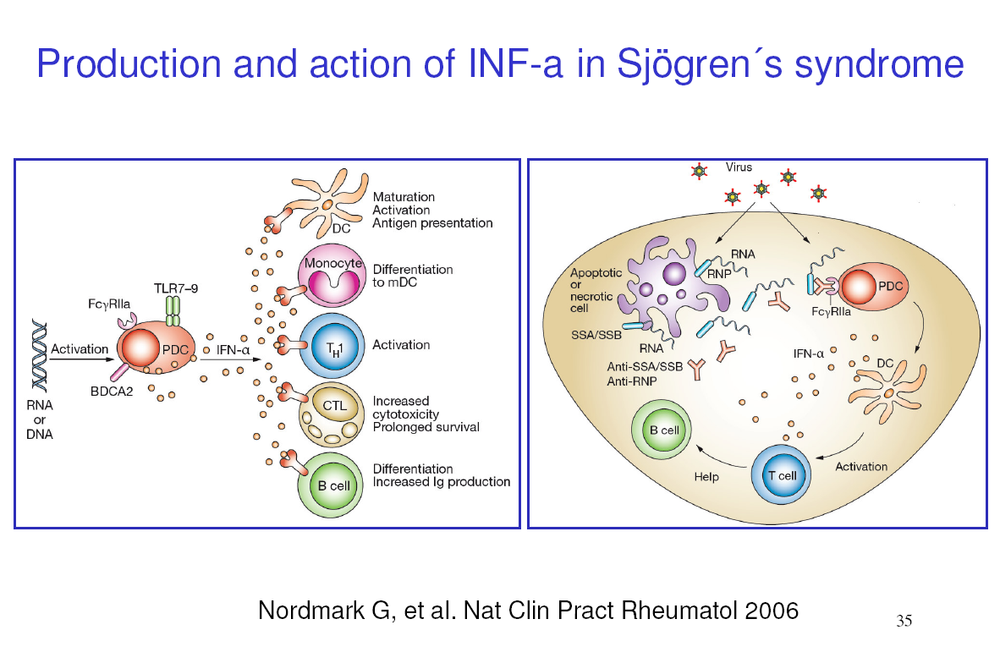 Production and action of INF-a in Sjögren´s syndrome
Maturation
Activation
Antigen presentation
DC
Monocyte
Differentiation
to mDC
TLR7–9
FcγRIIa
Activation
PDC
IFN-α
BDCA2
RNA
or
DNA
TH1
Activation
CTL
Increased
cytotoxicity
Prolonged survival
B cell
Differentiation
Increased Ig production
Virus
RNA
RNP
Apoptotic
or
necrotic
cell
PDC
FcγRIIa
SSA/SSB
RNA
Anti-SSA/SSB
Anti-RNP
IFN-α
DC
B cell
Help
T cell
Activation
Nordmark G, et al. Nat Clin Pract Rheumatol 2006
35